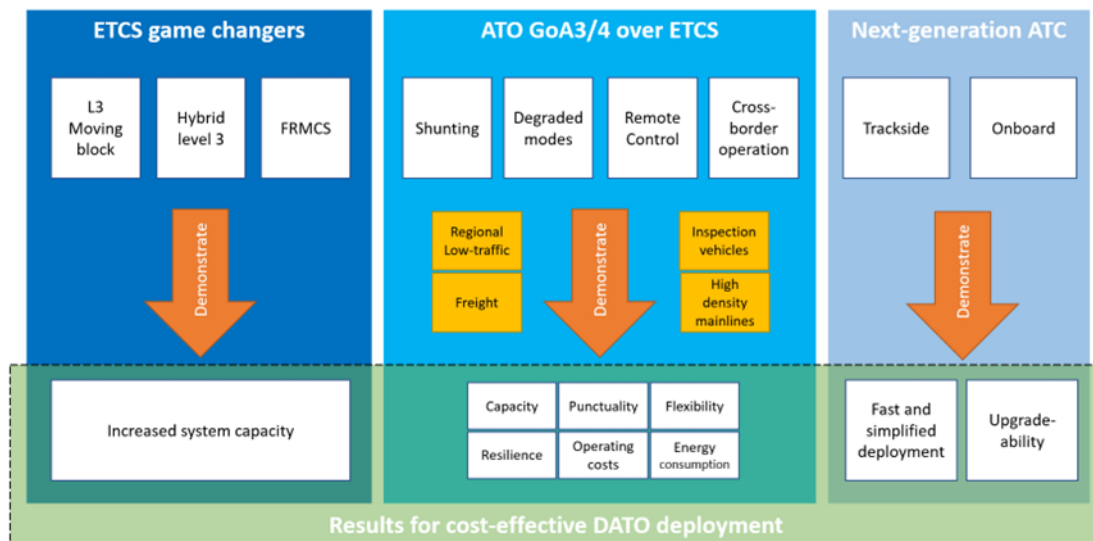 ETCS game changers
L3
Moving
block
Hybrid
level 3
FRMCS
Demonstrate
Increased system capacity
ATO GoA3/4 over ETCS
Shunting
Degraded
modes
Remote
Control
Cross-
border
operation
Regional
Low-traffic
Freight
Demonstrate
Inspection
vehicles
High
density
mainlines
Capacity
Punctuality
Flexibility
Resilience
Operating
costs
Energy
consumption
Next-generation ATC
Trackside
Onboard
Demonstrate
Fast and
simplified
deployment
Upgrade-
ability
Results for cost-effective DATO deployment